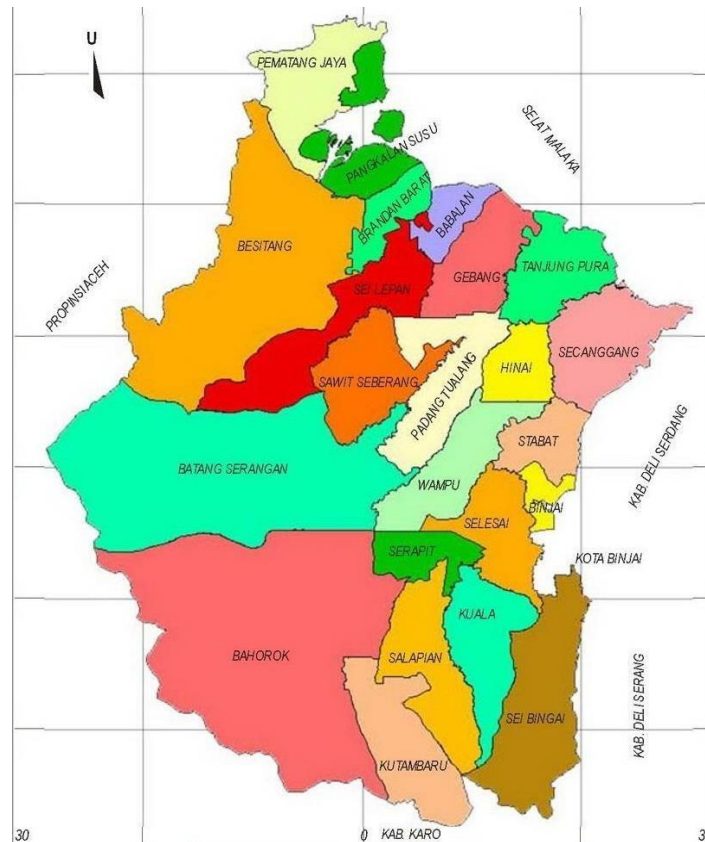 U
PEMATANG JAYA
SELAT MALAKA
PANGKALAN SUSU
BRANDAN BARAT
BABALAN
BESITANG
GEBANG
TANJUNG PURA
PROPINSI ACEH
SEI LEPAN
SECANGGANG
HINAI
SAWIT SEBERANG
PADANG TUALANG
STABAT
KAB. DELI SERDANG
BATANG SERANGAN
WAMPU
BINJAI
SELESAI
SERAPIT
KOTA BINJAI
KUALA
BAHOROK
SALAPIAN
KAB. DELI SERANG
SEI BINGAI
KUTAMBARU
30
0
3
KAB. KARO